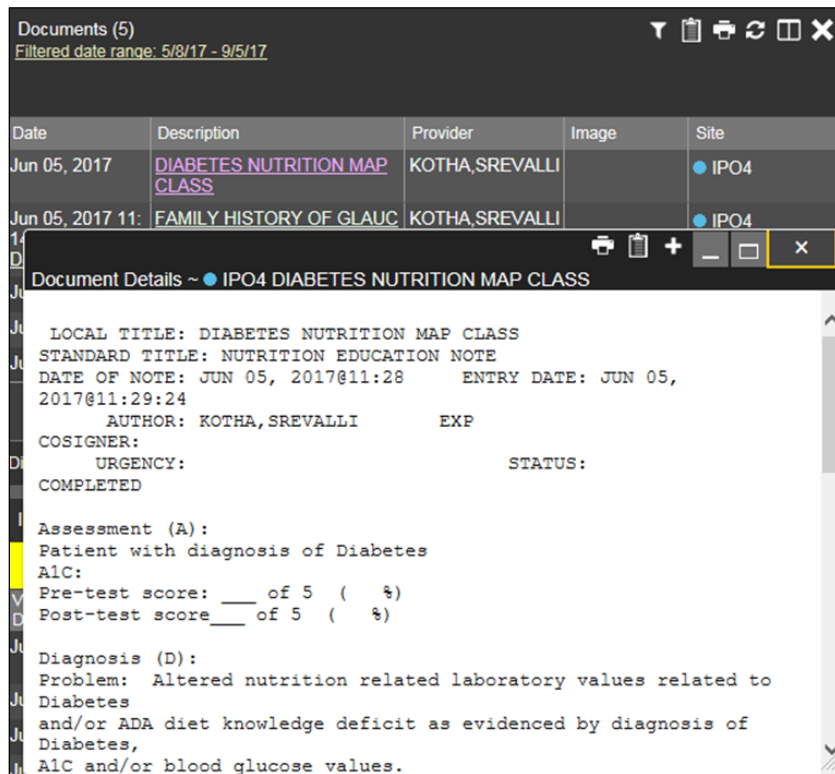 Documents (5)
Filtered date range: 5/8/17 - 9/5/17
Date Description Provider Image Site
Jun 05, 2017 DIABETES NUTRITION MAP KOTHA,SREVALLI IPO4
CLASS
Jun 05, 2017 11: FAMILY HISTORY OF GLAUC KOTHA,SREVALLI IPO4
Document Details ~ IPO4 DIABETES NUTRITION MAP CLASS
LOCAL TITLE: DIABETES NUTRITION MAP CLASS
STANDARD TITLE: NUTRITION EDUCATION NOTE
DATE OF NOTE: JUN 05, 2017@11:28 ENTRY DATE: JUN 05,
2017@11:29:24
AUTHOR: KOTHA,SREVALLI EXP
COSIGNER:
URGENCY: STATUS:
COMPLETED
Assessment (A):
Patient with diagnosis of Diabetes
A1C:
Pre-test score: ___ of 5 ( %)
Post-test score___ of 5 ( %)
Diagnosis (D):
Problem: Altered nutrition related laboratory values related to
Diabetes
and/or ADA diet knowledge deficit as evidenced by diagnosis of
Diabetes,
A1C and/or blood glucose values.